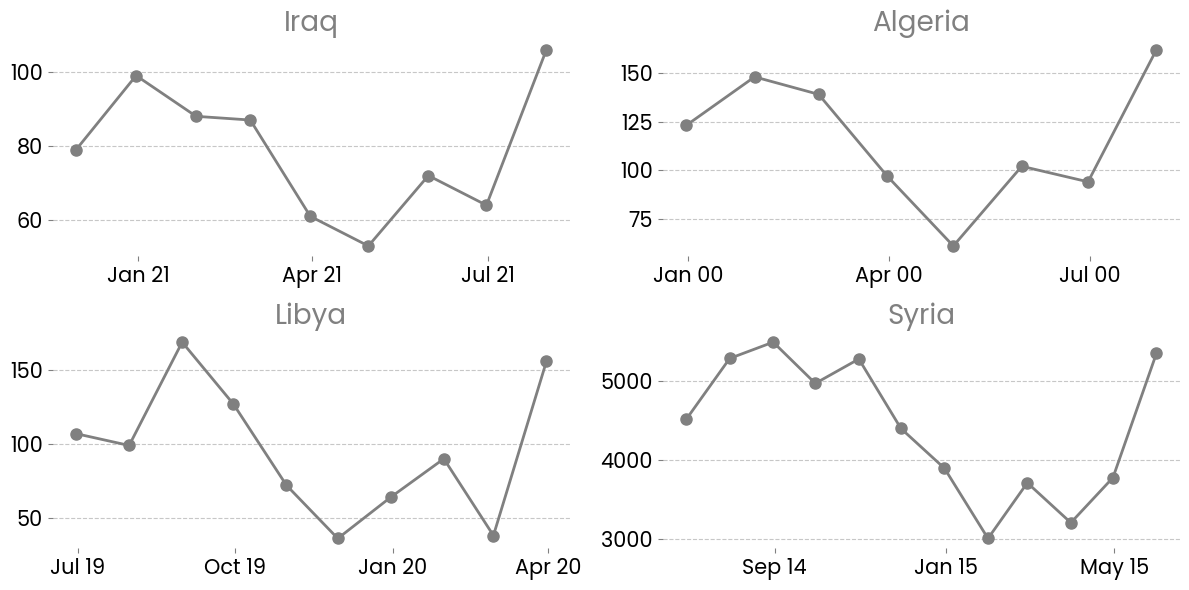 Iraq
100
80
60
Jan 21 Apr 21 Jul 21
Algeria
150
125
100
75
Jan 00 Apr 00 Jul 00
Libya
150
100
50
Jul 19 Oct 19 Jan 20 Apr 20
Syria
5000
4000
3000
Sep 14 Jan 15 May 15